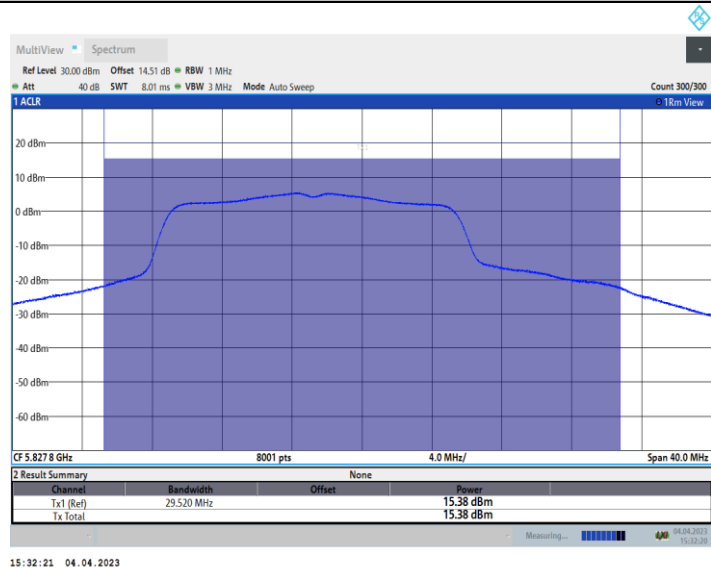 MultiView Spectrum
Ref Level 30.00 dBm Offset 14.51 dB RBW 1 MHz
Att 40 dB SWT 8.01 ms VBW 3 MHz Mode Auto Sweep Count 300/300
1 ACLR 1Rm View
20 dBm
10 dBm
0 dBm
-10 dBm
-20 dBm
-30 dBm
-40 dBm
-50 dBm
-60 dBm
CF 5.827 8 GHz 8001 pts 4.0 MHz/ Span 40.0 MHz
2 Result Summary None
Channel Bandwidth Offset Power
Tx1 (Ref) 29.520 MHz 15.38 dBm
Tx Total 15.38 dBm
Measuring... 04.04.2023
15:32:20
15:32:21 04.04.2023